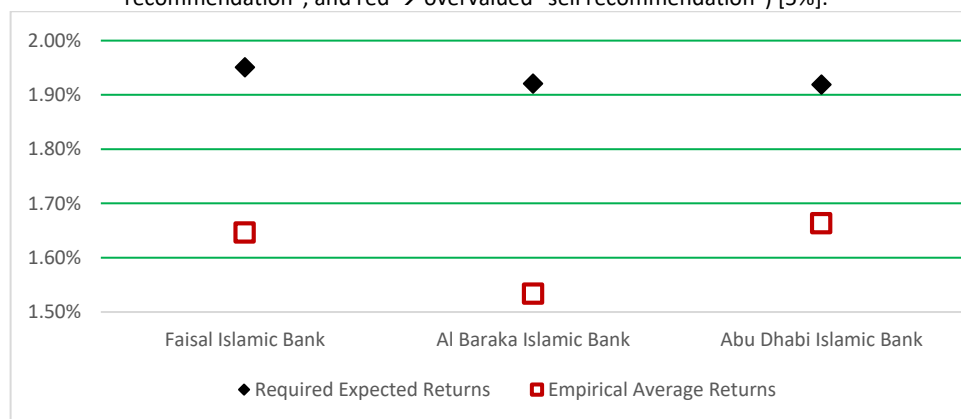 recommendation", and red → overvalued "sell recommendation") [5%].
2.00%
1.90%
1.80%
1.70%
1.60%
1.50%
Faisal Islamic Bank Al Baraka Islamic Bank Abu Dhabi Islamic Bank
Required Expected Returns Empirical Average Returns